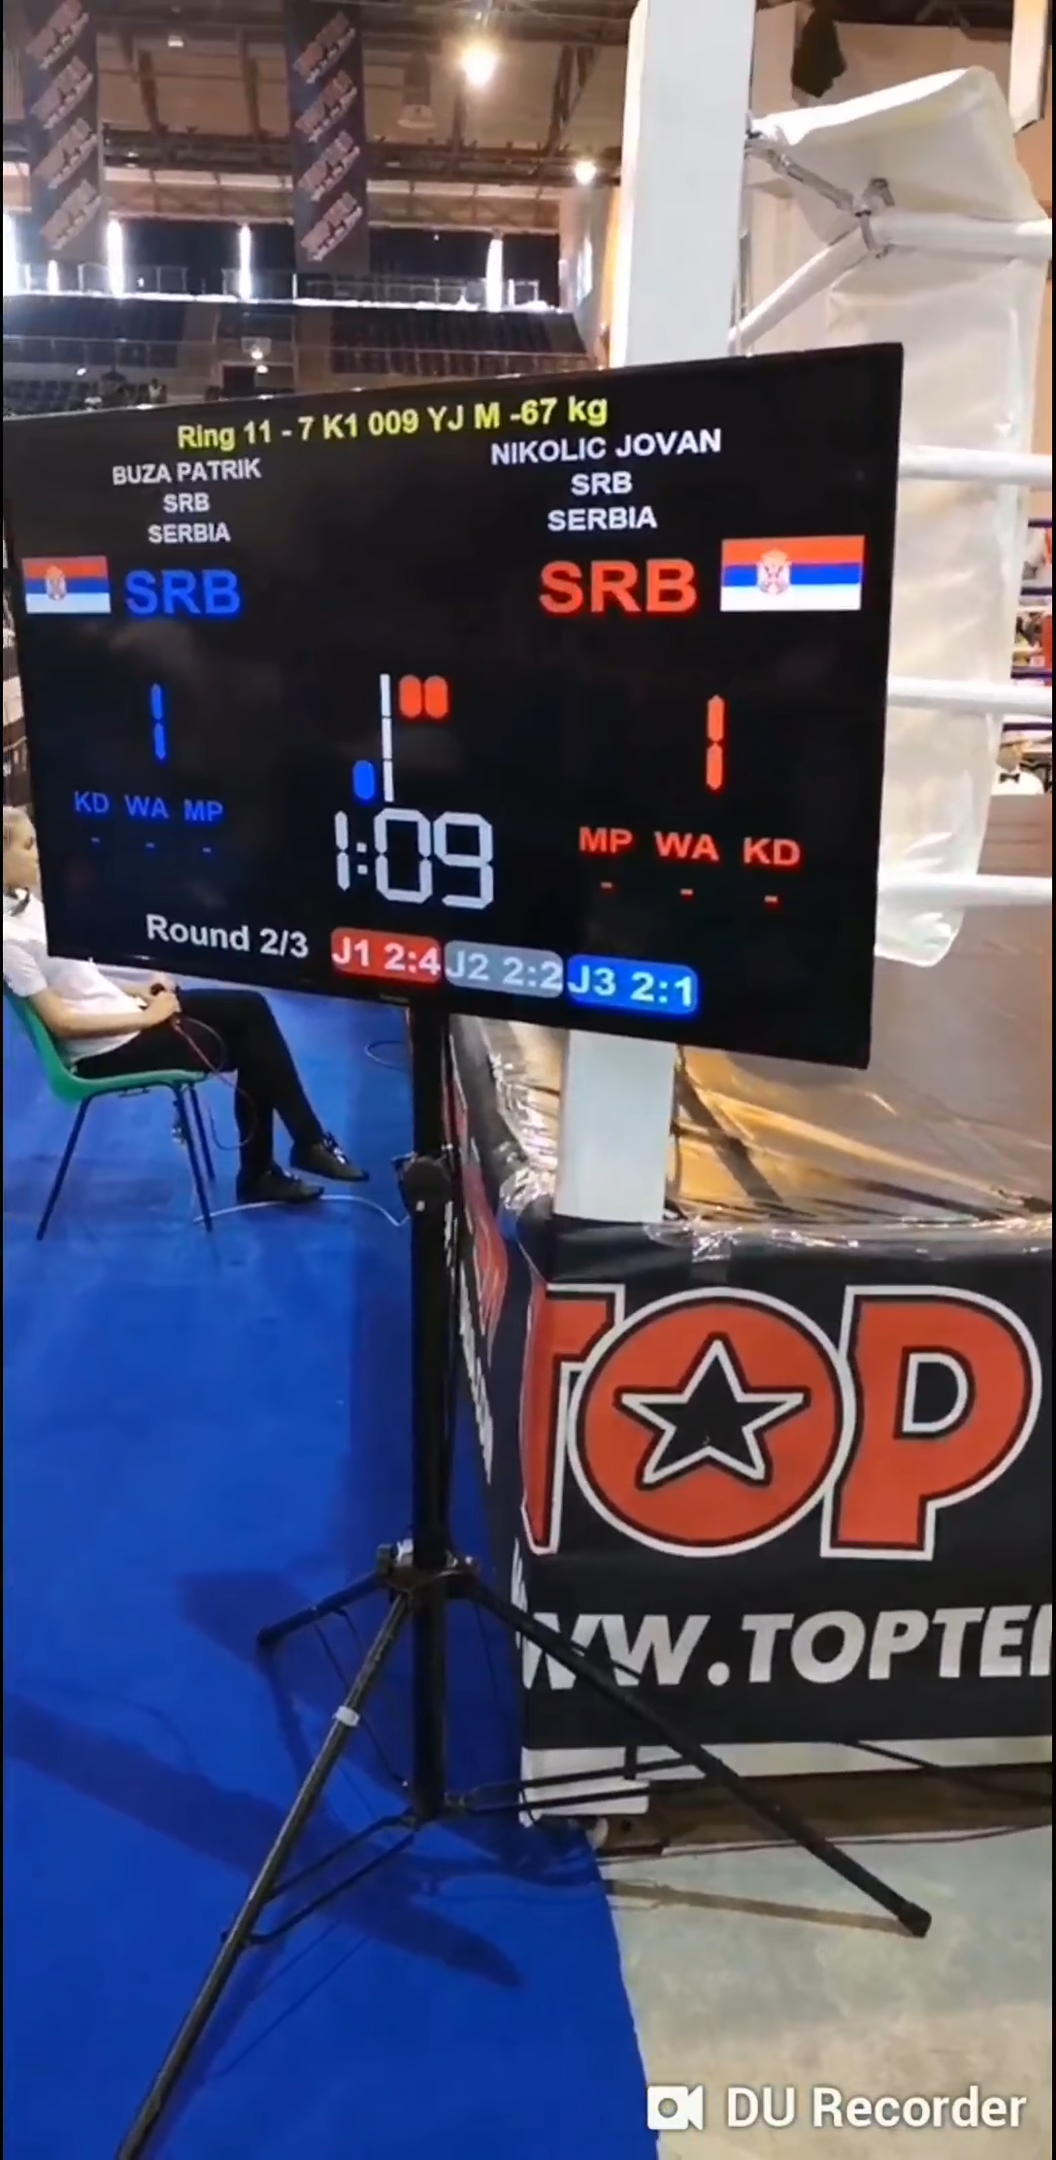 Ring 11 - 7 K1 009 YJ M -67 kg
BUZA PATRIK
SRB
SERBIA
NIKOLIC JOVAN
SRB
SERBIA
SRB
SRB
1
1
KD WA MP
- - -
1:09
MP WA KD
- - -
Round 2/3
J1 2:4
J2 2:2
J3 2:1
TOP
WW.TOPTE
DU Recorder